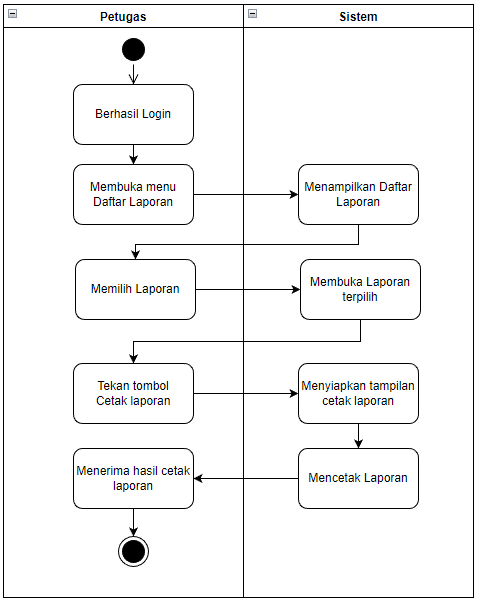 Petugas
Sistem
Berhasil Login
Membuka menu
Daftar Laporan
Menampilkan Daftar
Laporan
Memilih Laporan
Membuka Laporan
terpilih
Tekan tombol
Cetak laporan
Menyiapkan tampilan
cetak laporan
Menerima hasil cetak
laporan
Mencetak Laporan